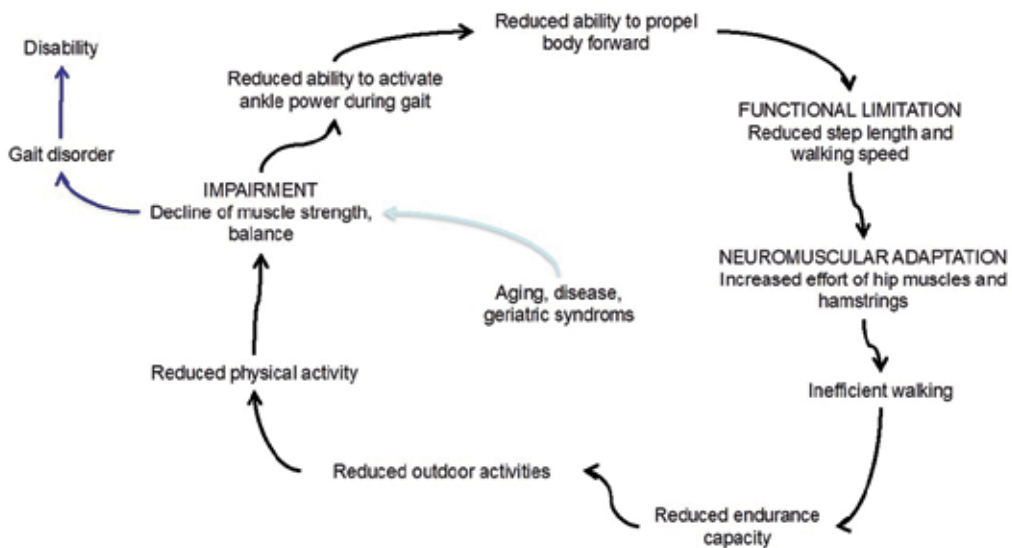 Reduced ability to propel
body forward
Disability
Reduced ability to activate
ankle power during gait
FUNCTIONAL LIMITATION
Reduced step length and
walking speed
Gait disorder
IMPAIRMENT
Decline of muscle strength,
balance
NEUROMUSCULAR ADAPTATION
Increased effort of hip muscles and
hamstrings
Aging, disease,
geriatric syndroms
Reduced physical activity
Inefficient walking
Reduced outdoor activities
Reduced endurance
capacity